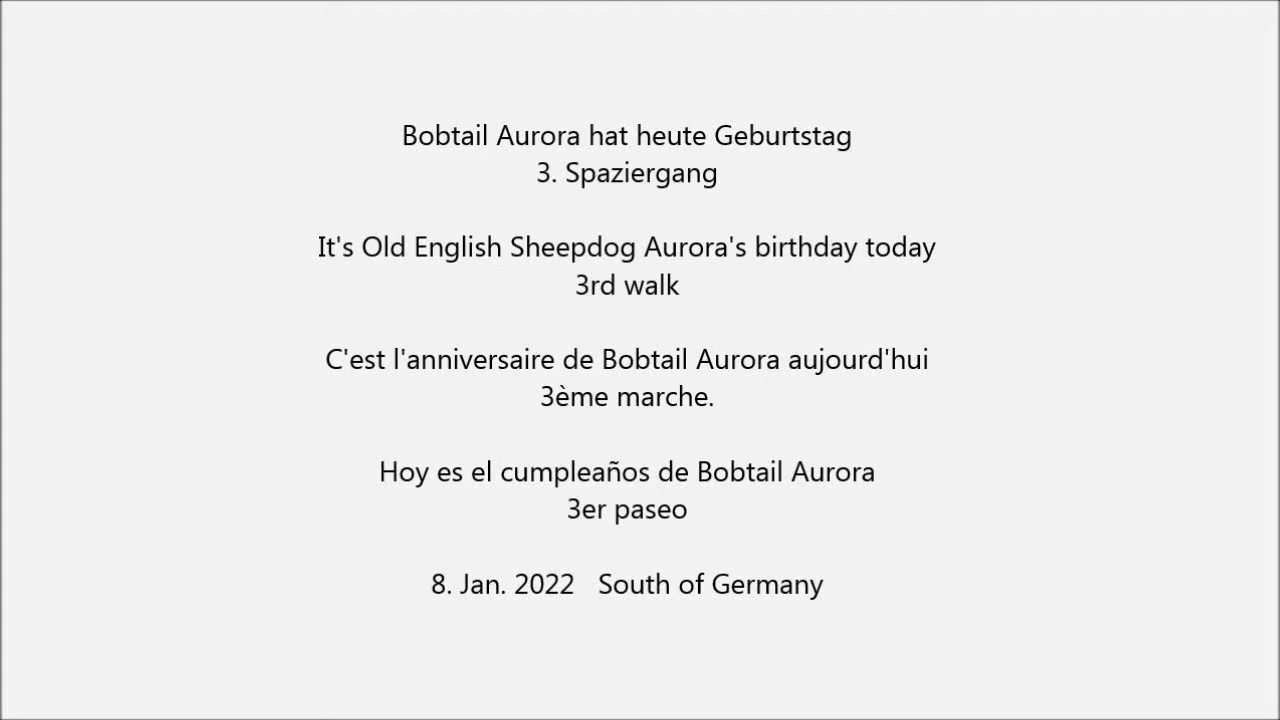 Bobtail Aurora hat heute Geburtstag
3. Spaziergang
It's Old English Sheepdog Aurora's birthday today
3rd walk
C'est l'anniversaire de Bobtail Aurora aujourd'hui
3ème marche.
Hoy es el cumpleaños de Bobtail Aurora
3er paseo
8. Jan. 2022   South of Germany